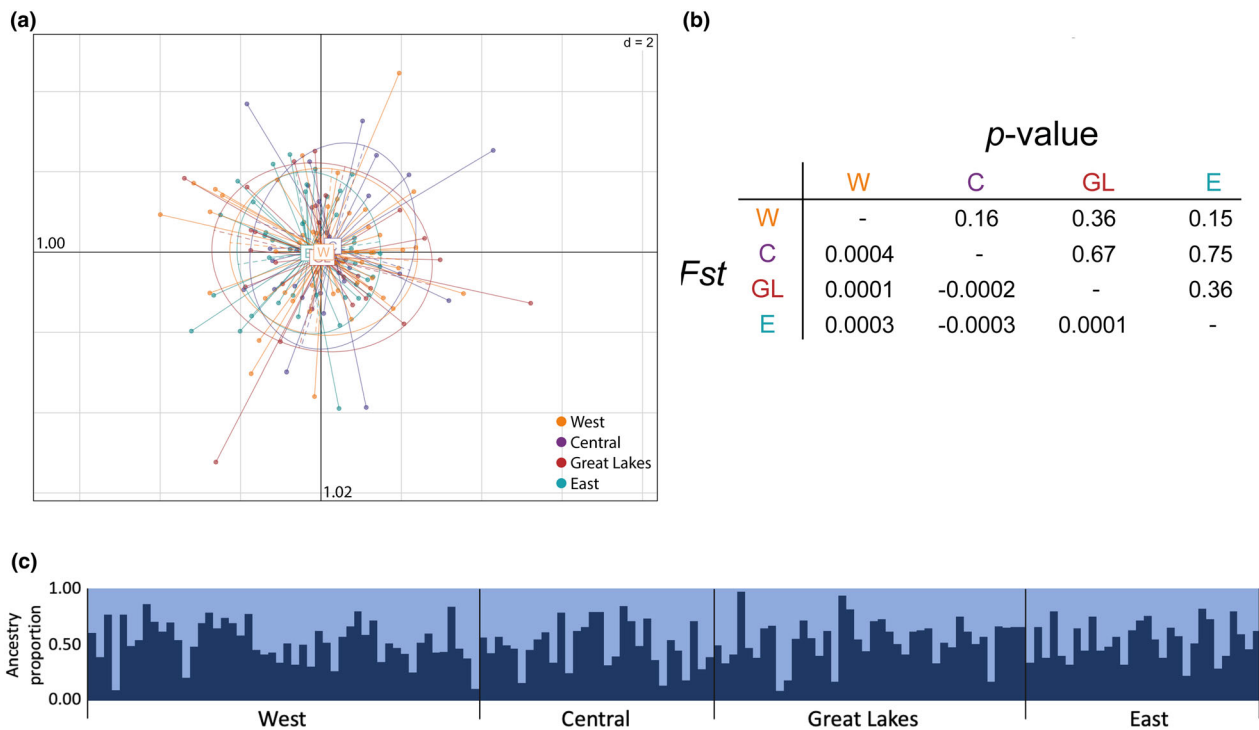 (a)
d = 2
1.00
E
C
W
1.02
West
Central
Great Lakes
East
(b)
p-value
W C GL E
W - 0.16 0.36 0.15
C 0.0004 - 0.67 0.75
Fst
GL 0.0001 -0.0002 - 0.36
E 0.0003 -0.0003 0.0001 -
(c)
Ancestry
proportion
1.00
0.50
0.00
West Central Great Lakes East